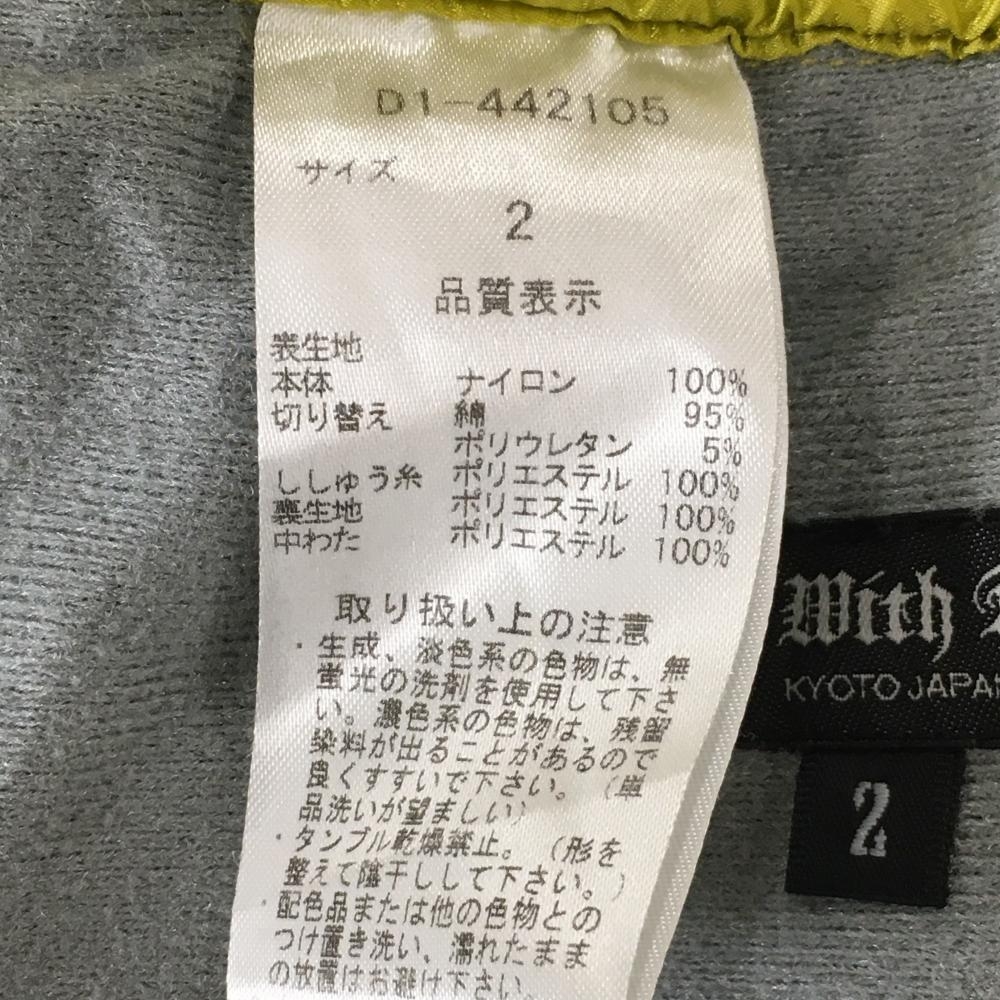 D1-442105
サイズ
2
品質表示
表生地
本体 ナイロン 100%
切り替え 綿 95%
ポリウレタン 5%
ししゅう糸 ポリエステル 100%
裏生地 ポリエステル 100%
中わた ポリエステル 100%
取り扱い上の注意
・生成、淡色系の色物は、無
蛍光の洗剤を使用して下さ
い。濃色系の色物は、残留
染料が出ることがあるので
良くすすいで下さい。（単
品洗いが望ましい）
・タンブル乾燥禁止。（形を
整えて陰干しして下さい。）
・配色品または他の色物との
つけ置き洗い、濡れたまま
の放置はお避け下さい。
With
KYOTO JAPAN
2